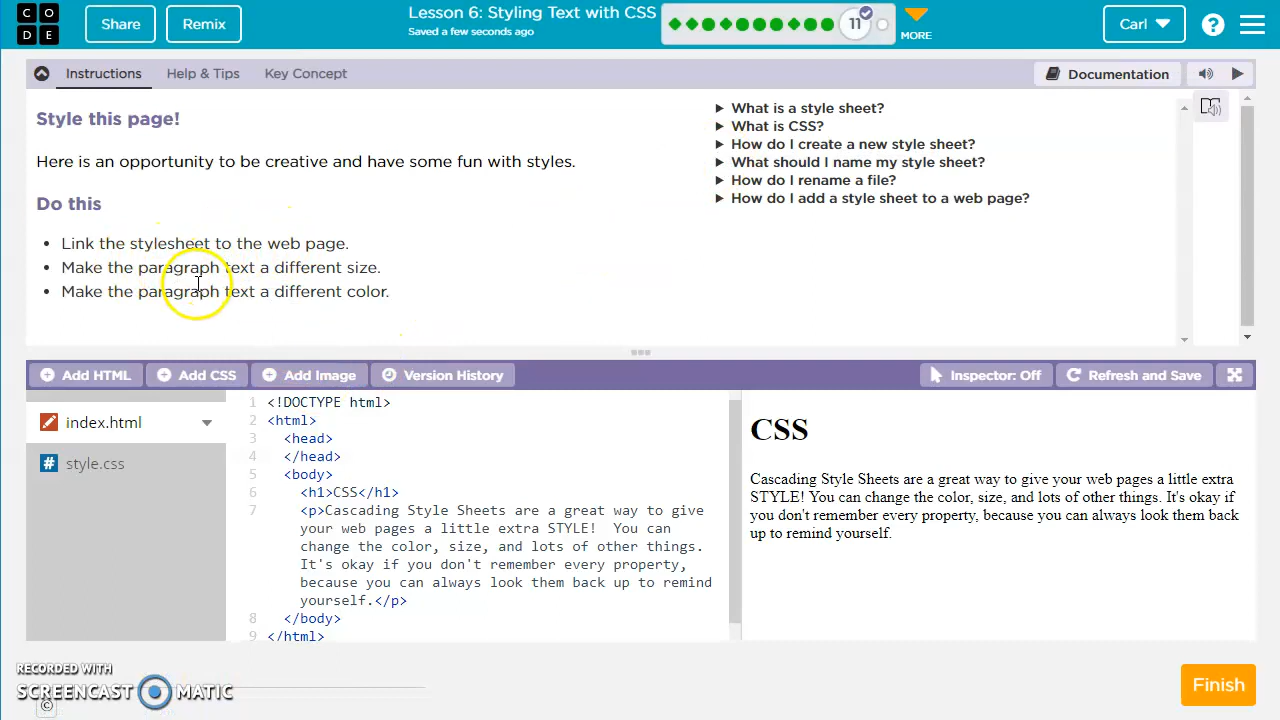 CO
DE
Share
Remix
Lesson 6: Styling Text with CSS
Saved a few seconds ago
11
MORE
Carl
?
Instructions
Help & Tips
Key Concept
Documentation
Style this page!
Here is an opportunity to be creative and have some fun with styles.
Do this
• Link the stylesheet to the web page.
• Make the paragraph text a different size.
• Make the paragraph text a different color.
What is a style sheet?
What is CSS?
How do I create a new style sheet?
What should I name my style sheet?
How do I rename a file?
How do I add a style sheet to a web page?
Add HTML
Add CSS
Add Image
Version History
Inspector: Off
Refresh and Save
index.html
# style.css
1 <!DOCTYPE html>
2 <html>
3 <head>
4 </head>
5 <body>
6 <h1>CSS</h1>
7 <p>Cascading Style Sheets are a great way to give
your web pages a little extra STYLE!  You can
change the color, size, and lots of other things.
It's okay if you don't remember every property,
because you can always look them back up to remind
yourself.</p>
8 </body>
9 </html>
CSS
Cascading Style Sheets are a great way to give your web pages a little extra
STYLE! You can change the color, size, and lots of other things. It's okay if
you don't remember every property, because you can always look them back
up to remind yourself.
RECORDED WITH
SCREENCAST MATIC
©
Finish